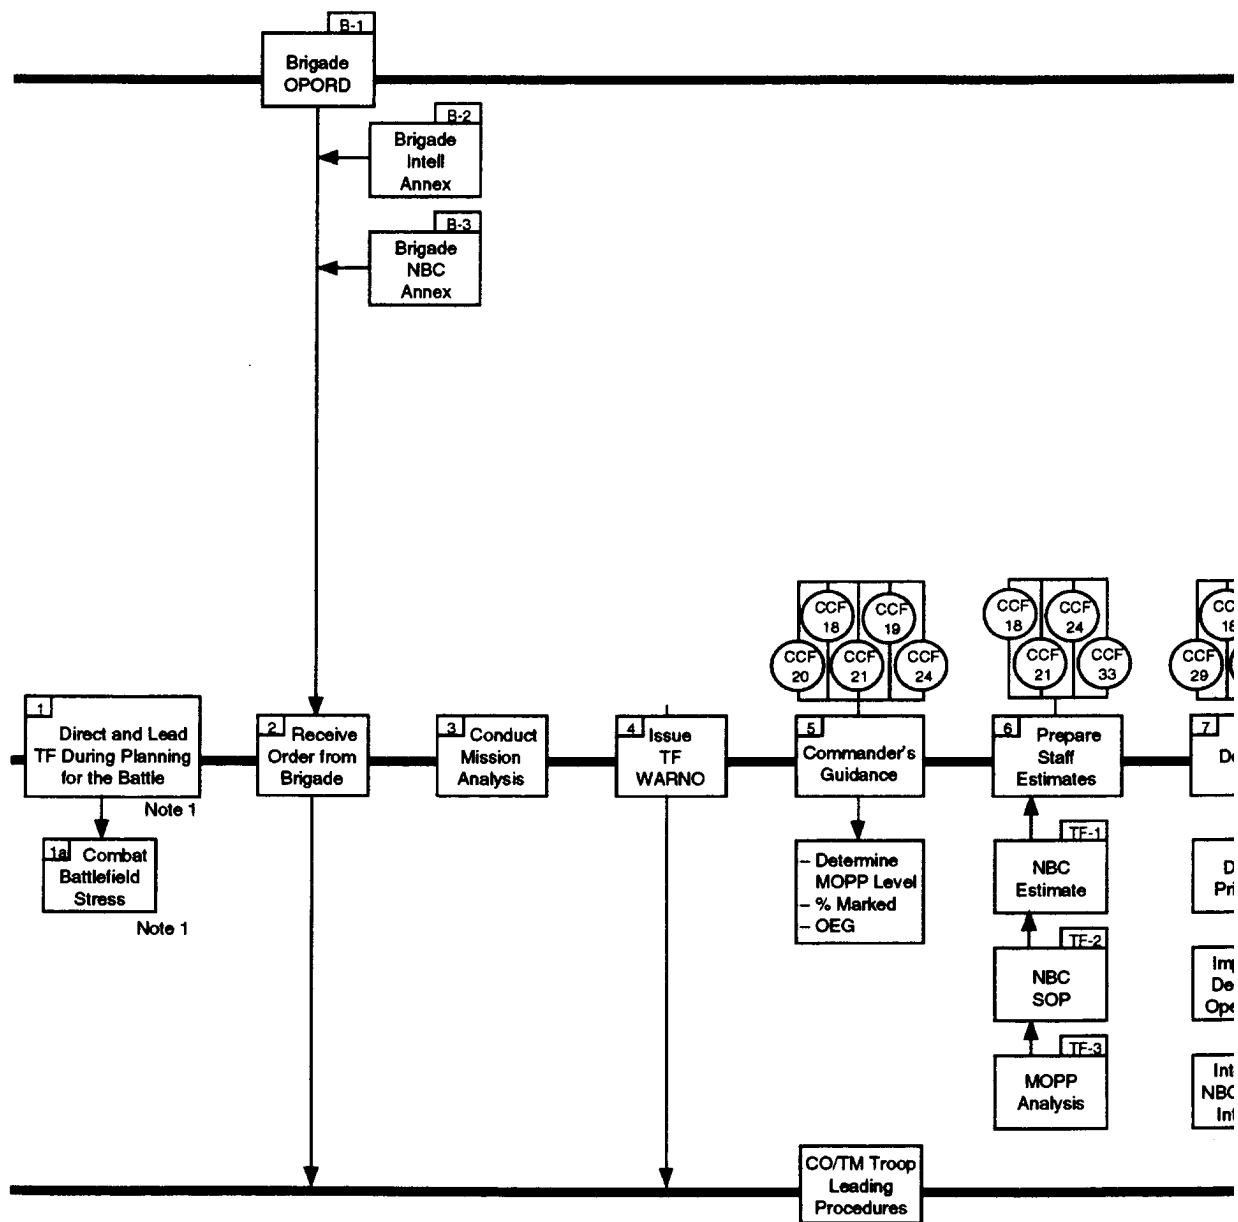 B-1
Brigade
OPORD
B-2
Brigade
Intell
Annex
B-3
Brigade
NBC
Annex
CCF
18
CCF
19
CCF
20
CCF
21
CCF
24
CCF
18
CCF
24
CCF
21
CCF
33
18
CCF
29
1
Direct and Lead
TF During Planning
for the Battle
Note 1
1a Combat
Battlefield
Stress
Note 1
2 Receive
Order from
Brigade
3 Conduct
Mission
Analysis
4 Issue
TF
WARNO
5
Commander's
Guidance
– Determine
MOPP Level
– % Marked
– OEG
6 Prepare
Staff
Estimates
TF-1
NBC
Estimate
TF-2
NBC
SOP
TF-3
MOPP
Analysis
7
CO/TM Troop
Leading
Procedures